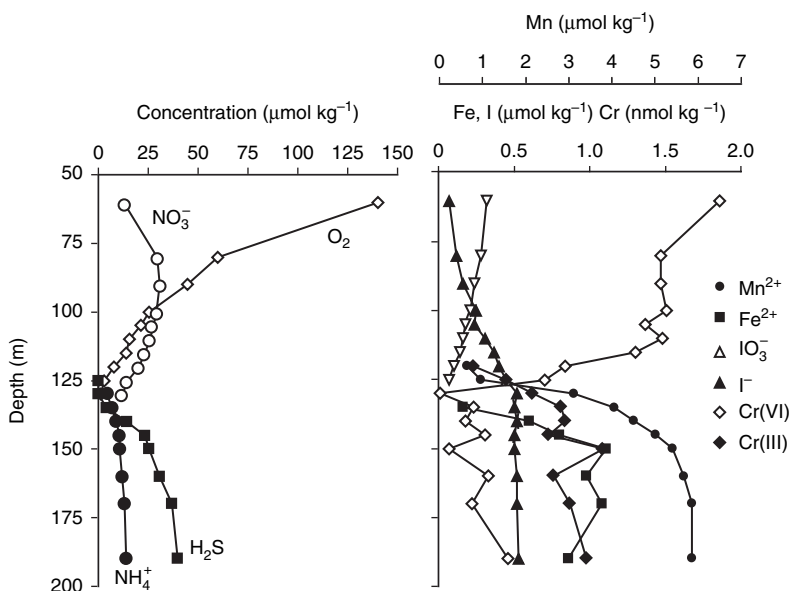 Mn (μmol kg⁻¹)
0 1 2 3 4 5 6 7
Concentration (μmol kg⁻¹)
Fe, I (μmol kg⁻¹) Cr (nmol kg ⁻¹)
0 25 50 75 100 125 150
0 0.5 1.0 1.5 2.0
50
75
100
125
150
175
200
Depth (m)
NO₃⁻
O₂
H₂S
NH₄⁺
Mn²⁺
Fe²⁺
IO₃⁻
I⁻
Cr(VI)
Cr(III)